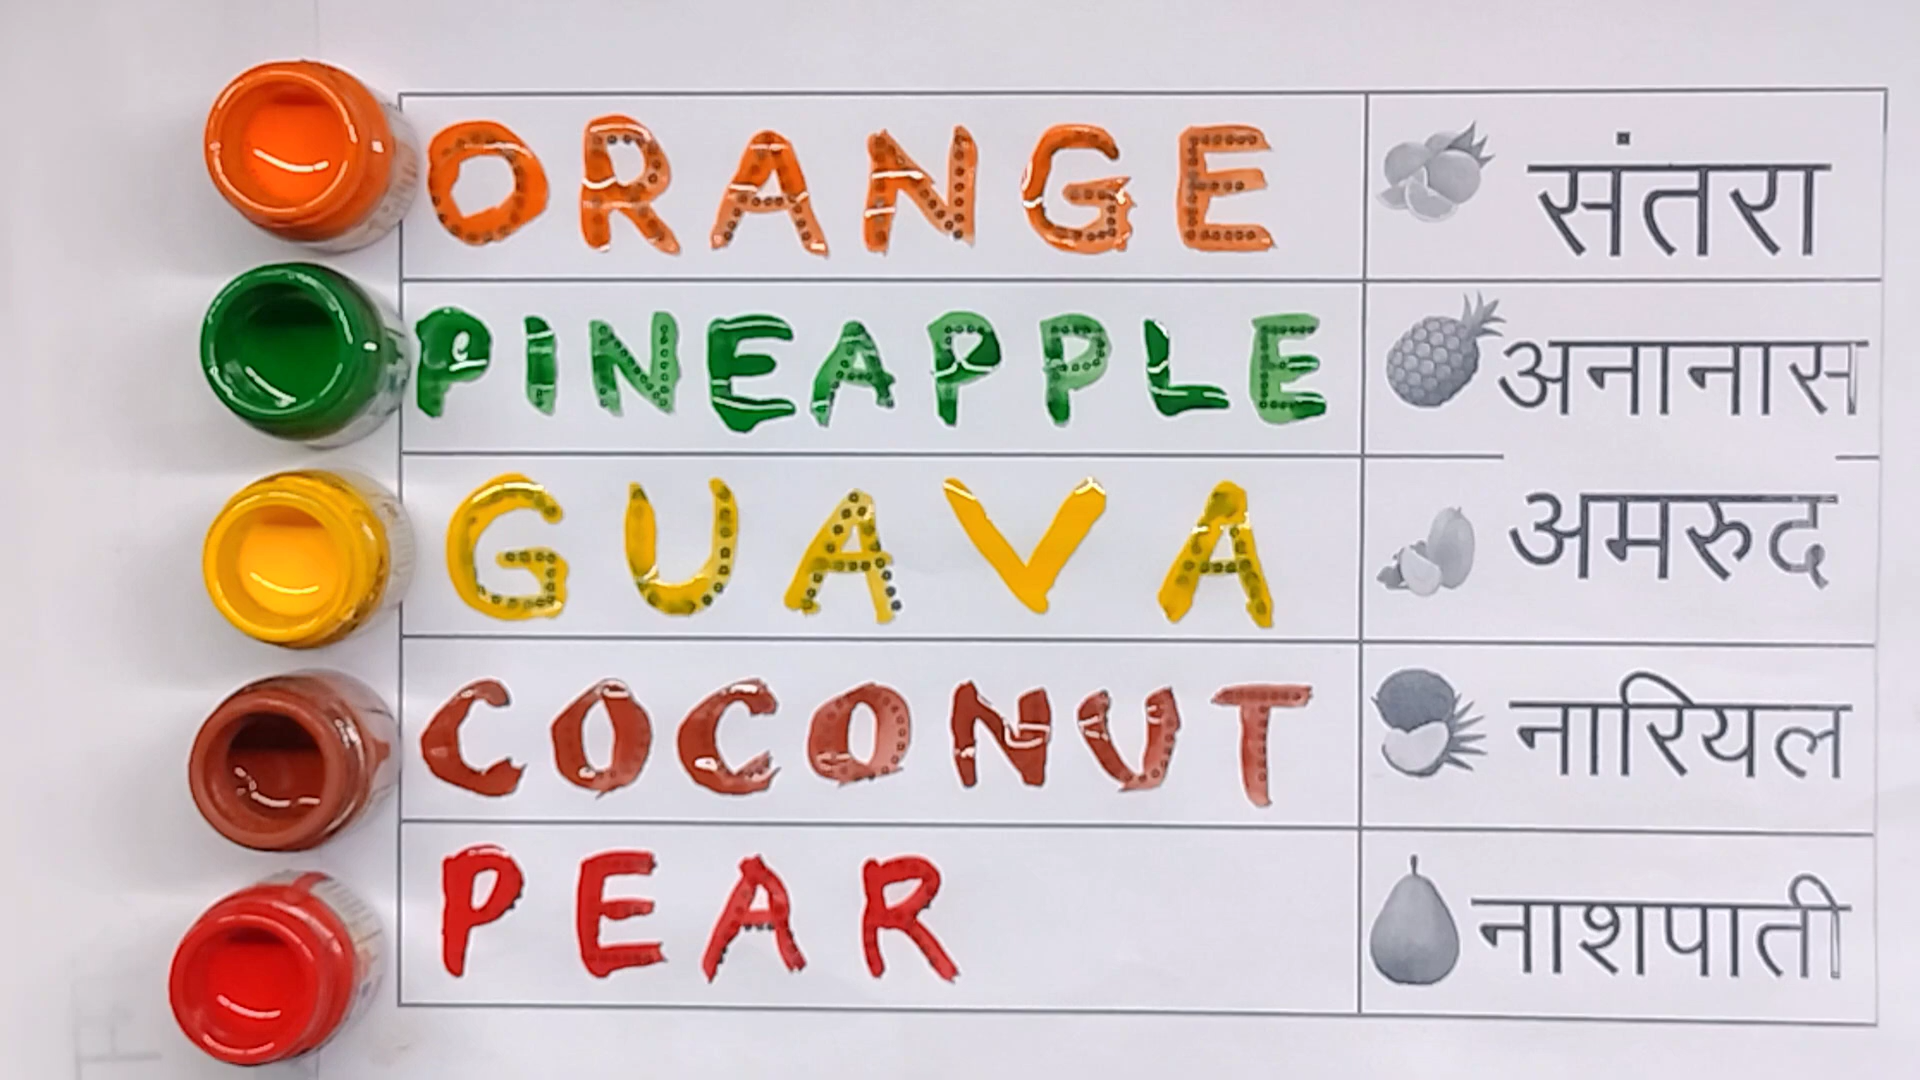 ORANGE संतरा
PINEAPPLE अनानास
GUAVA अमरुद
COCONUT नारियल
PEAR नाशपाती